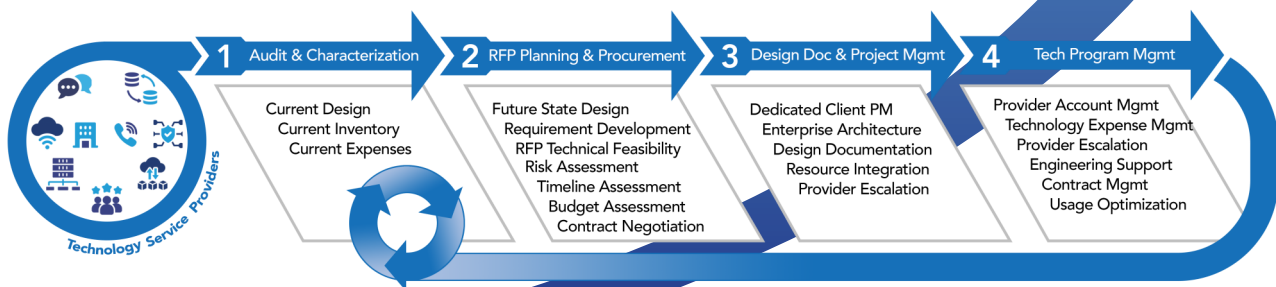 Technology Service Providers
1 Audit & Characterization
Current Design
Current Inventory
Current Expenses
2 RFP Planning & Procurement
Future State Design
Requirement Development
RFP Technical Feasibility
Risk Assessment
Timeline Assessment
Budget Assessment
Contract Negotiation
3 Design Doc & Project Mgmt
Dedicated Client PM
Enterprise Architecture
Design Documentation
Resource Integration
Provider Escalation
4 Tech Program Mgmt
Provider Account Mgmt
Technology Expense Mgmt
Provider Escalation
Engineering Support
Contract Mgmt
Usage Optimization